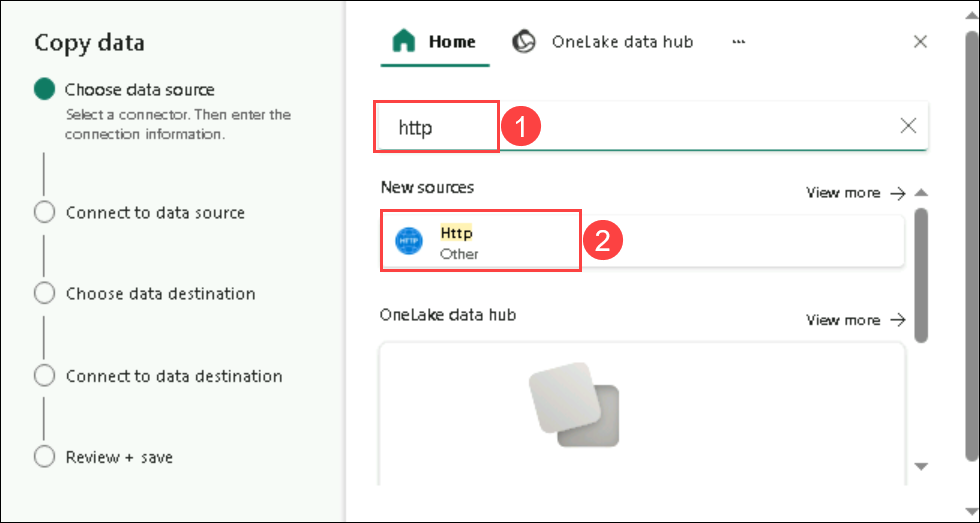 Copy data
Choose data source
Select a connector. Then enter the
connection information.
Connect to data source
Choose data destination
Connect to data destination
Review + save
Home
OneLake data hub
...
http
1
New sources
View more →
HTTP
Http
Other
2
OneLake data hub
View more →